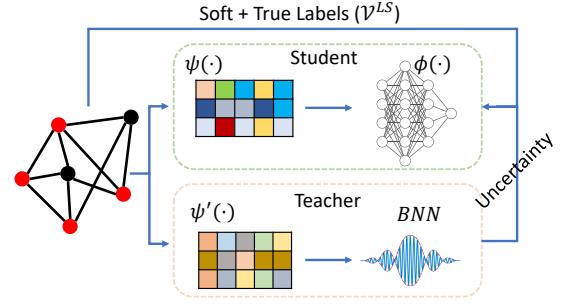 Soft + True Labels (𝒱^{LS})
ψ(·)
Student
ϕ(·)
Teacher
ψ′(·)
BNN
Uncertainty